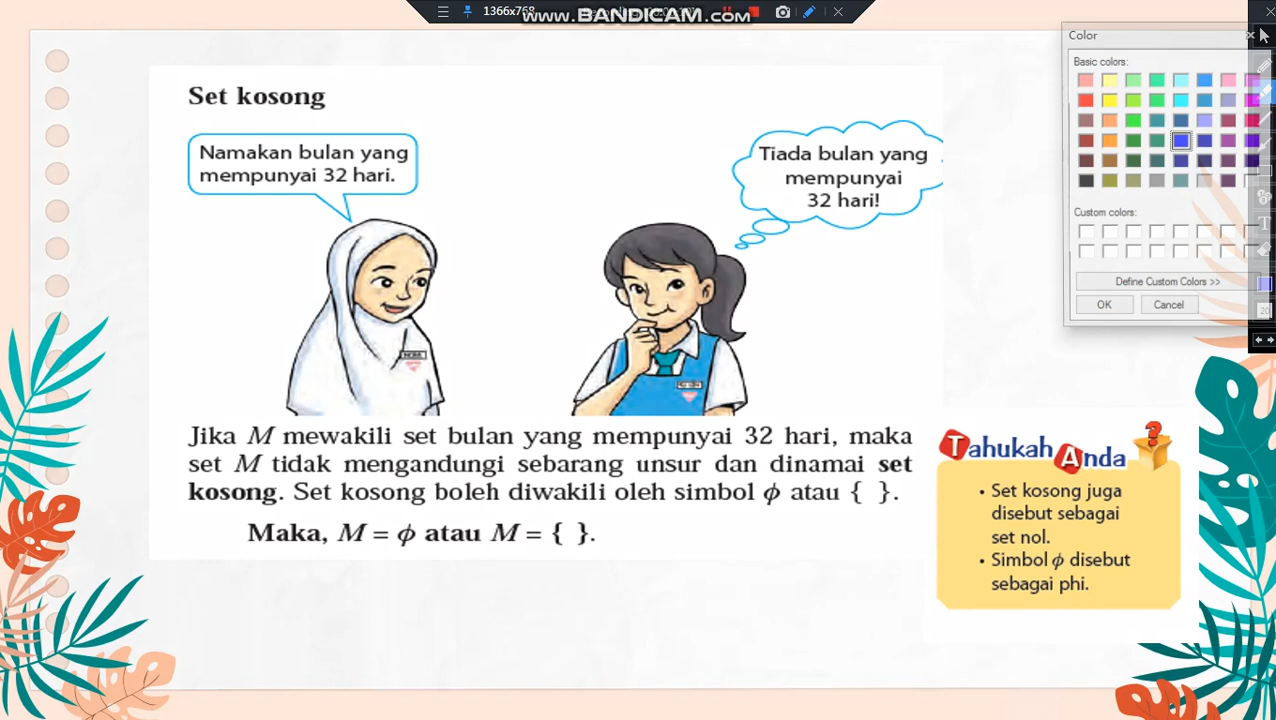 1366x768
www.BANDICAM.com
Set kosong
Namakan bulan yang
mempunyai 32 hari.
Tiada bulan yang
mempunyai
32 hari!
Jika M mewakili set bulan yang mempunyai 32 hari, maka
set M tidak mengandungi sebarang unsur dan dinamai set
kosong. Set kosong boleh diwakili oleh simbol ϕ atau { }.
Maka, M = ϕ atau M = { }.
Tahukah Anda
• Set kosong juga
disebut sebagai
set nol.
• Simbol ϕ disebut
sebagai phi.
Color
Basic colors:
Custom colors:
Define Custom Colors >>
OK
Cancel